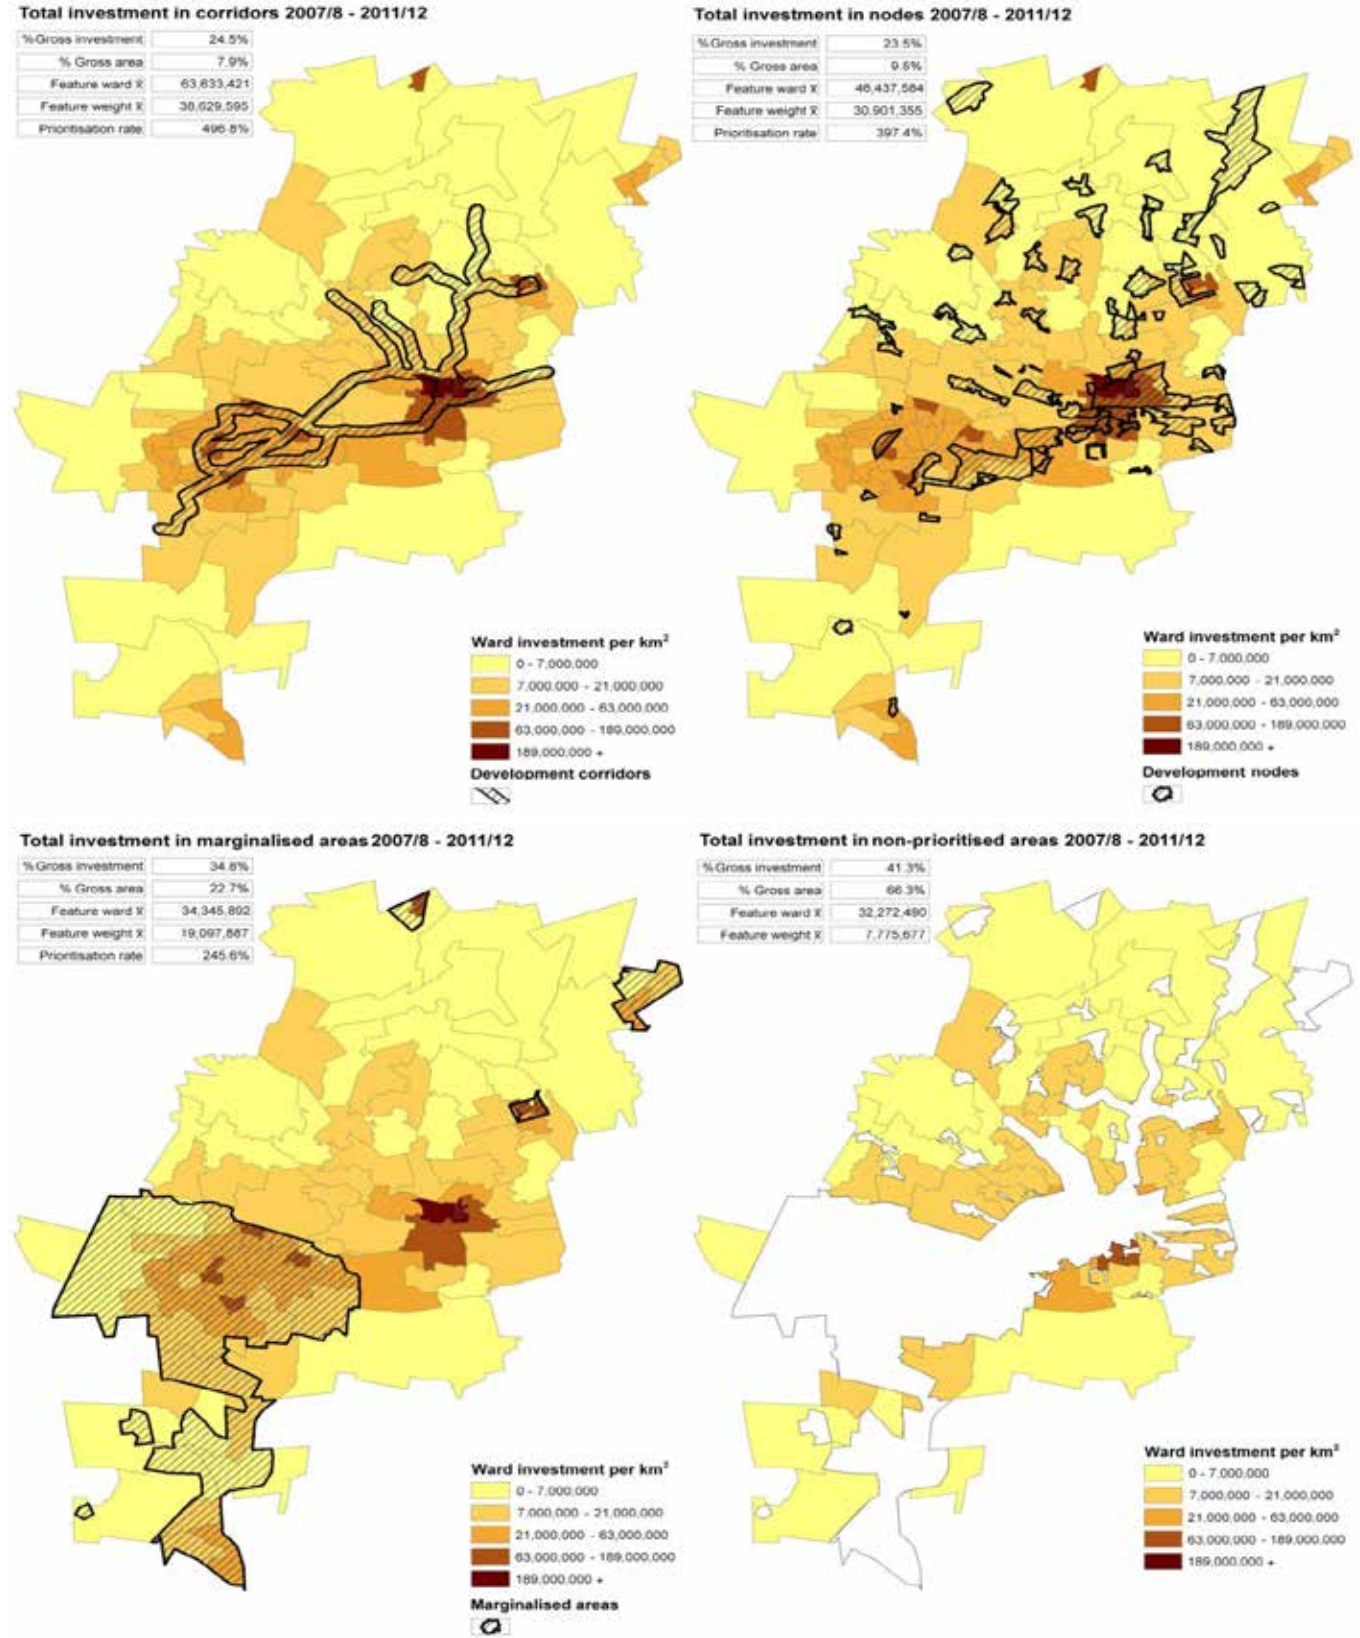 Total investment in corridors 2007/8 - 2011/12
%Gross investment 24.5%
% Gross area 7.9%
Feature ward x̄ 63,633,421
Feature weight x̄ 38,629,595
Prioritisation rate 496.8%
Ward investment per km²
0 - 7,000,000
7,000,000 - 21,000,000
21,000,000 - 63,000,000
63,000,000 - 189,000,000
189,000,000 +
Development corridors
Total investment in nodes 2007/8 - 2011/12
%Gross investment 23.5%
% Gross area 9.6%
Feature ward x̄ 46,437,584
Feature weight x̄ 30,901,355
Prioritisation rate 397.4%
Ward investment per km²
0 - 7,000,000
7,000,000 - 21,000,000
21,000,000 - 63,000,000
63,000,000 - 189,000,000
189,000,000 +
Development nodes
Total investment in marginalised areas 2007/8 - 2011/12
%Gross investment 34.6%
% Gross area 22.7%
Feature ward x̄ 34,345,892
Feature weight x̄ 19,097,887
Prioritisation rate 245.6%
Ward investment per km²
0 - 7,000,000
7,000,000 - 21,000,000
21,000,000 - 63,000,000
63,000,000 - 189,000,000
189,000,000 +
Marginalised areas
Total investment in non-prioritised areas 2007/8 - 2011/12
%Gross investment 41.3%
% Gross area 66.3%
Feature ward x̄ 32,272,490
Feature weight x̄ 7,775,677
Ward investment per km²
0 - 7,000,000
7,000,000 - 21,000,000
21,000,000 - 63,000,000
63,000,000 - 189,000,000
189,000,000 +